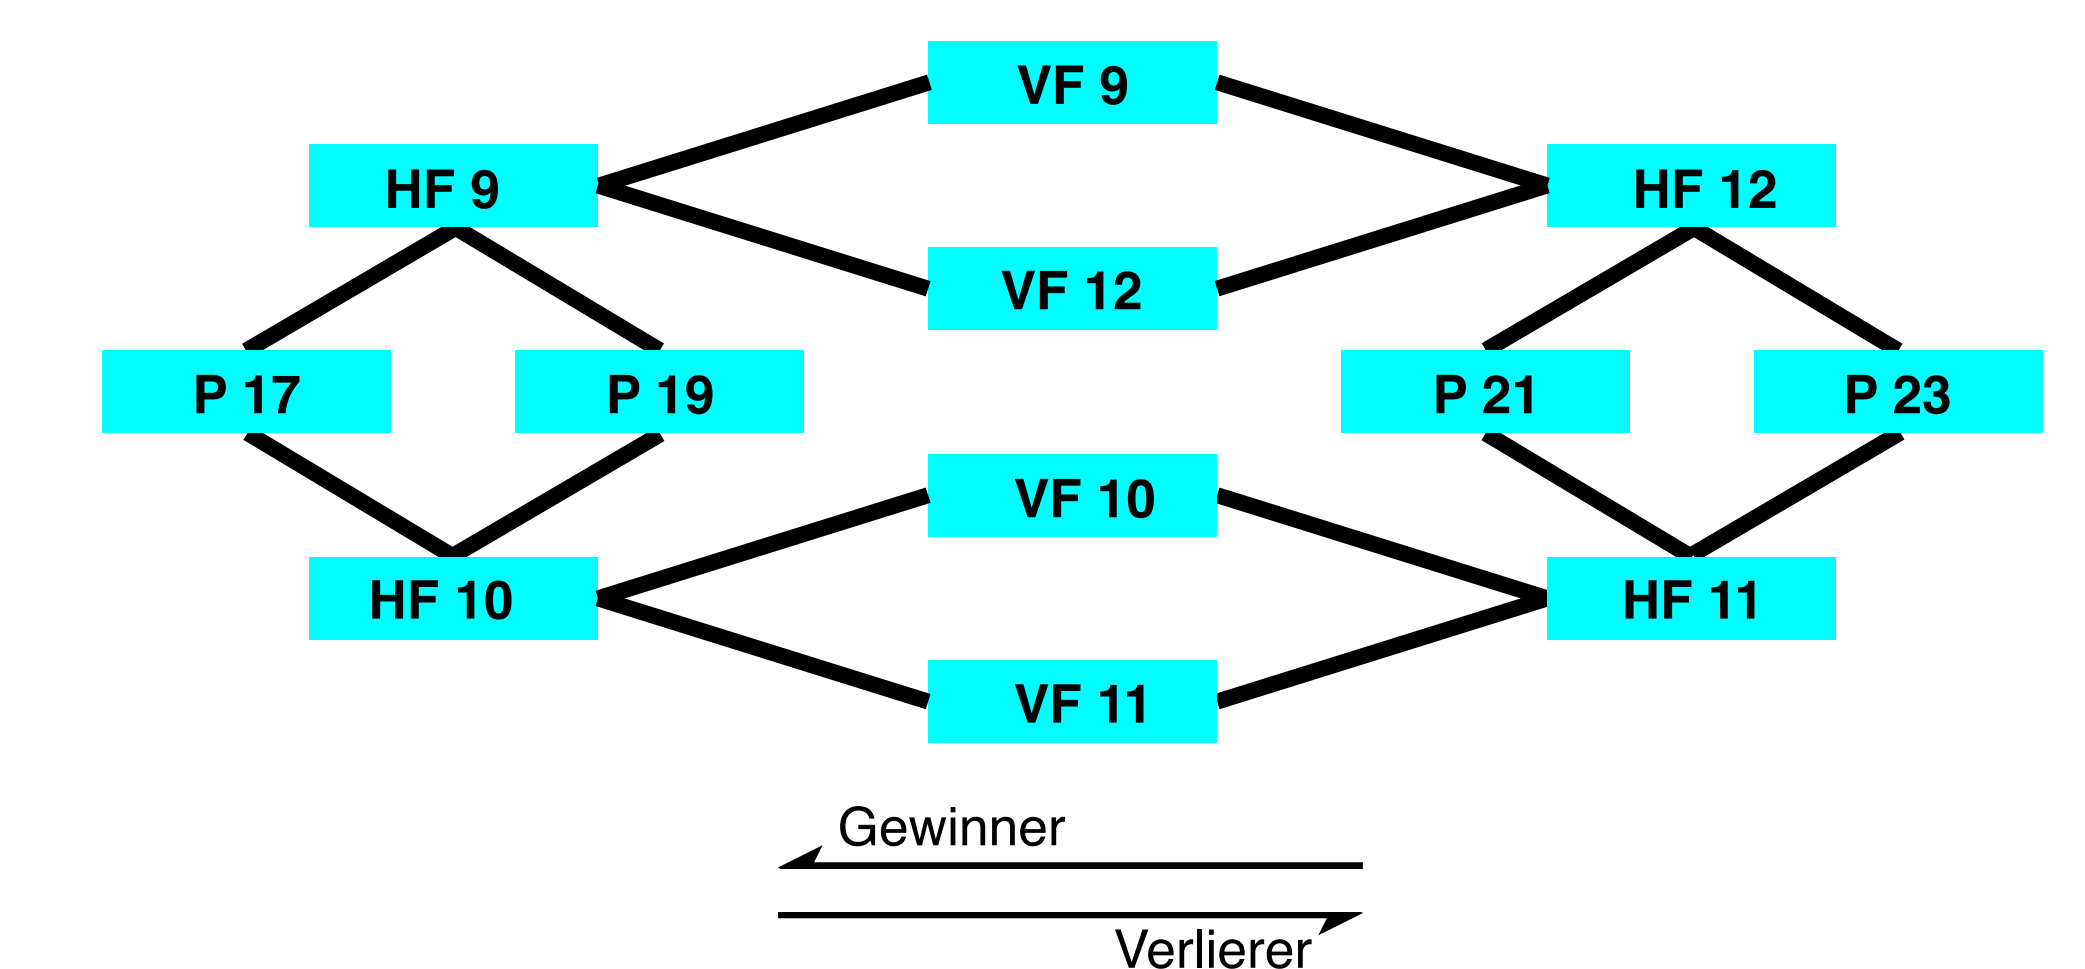 VF 9
HF 9
HF 12
VF 12
P 17
P 19
P 21
P 23
VF 10
HF 10
HF 11
VF 11
Gewinner
Verlierer